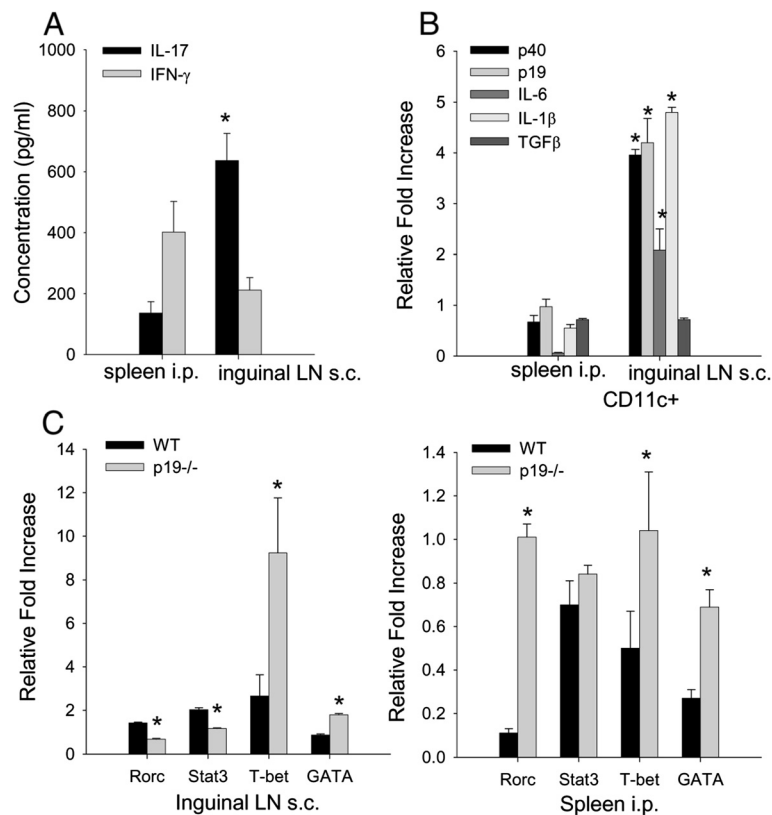 A
IL-17
IFN-γ
Concentration (pg/ml)
1000
800
600
400
200
0
*
spleen i.p. inguinal LN s.c.
B
p40
p19
IL-6
IL-1β
TGFβ
Relative Fold Increase
6
5
4
3
2
1
0
* * * *
spleen i.p. inguinal LN s.c.
CD11c+
C
WT
p19-/-
Relative Fold Increase
14
12
10
8
6
4
2
0
* * * *
Rorc Stat3 T-bet GATA
Inguinal LN s.c.
WT
p19-/-
Relative Fold Increase
1.4
1.2
1.0
0.8
0.6
0.4
0.2
0.0
* * *
Rorc Stat3 T-bet GATA
Spleen i.p.